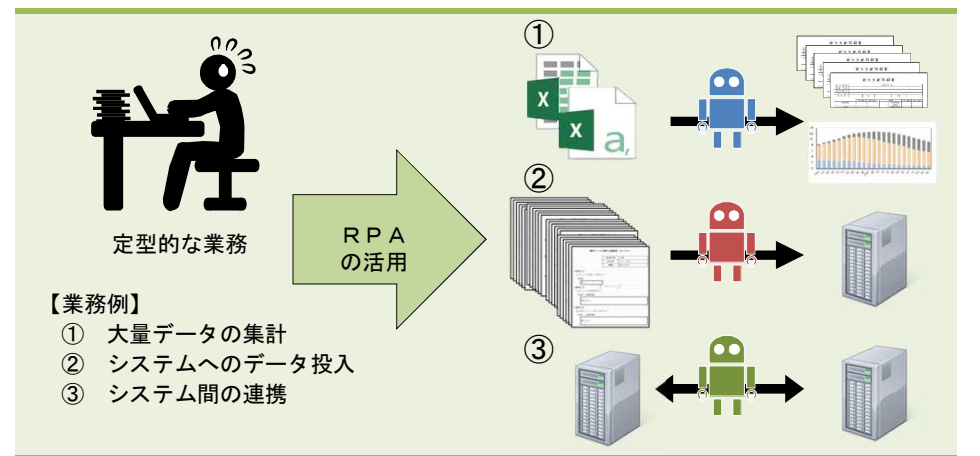 定型的な業務
【業務例】
① 大量データの集計
② システムへのデータ投入
③ システム間の連携
ＲＰＡ
の活用
①
X
X
a,
②
③